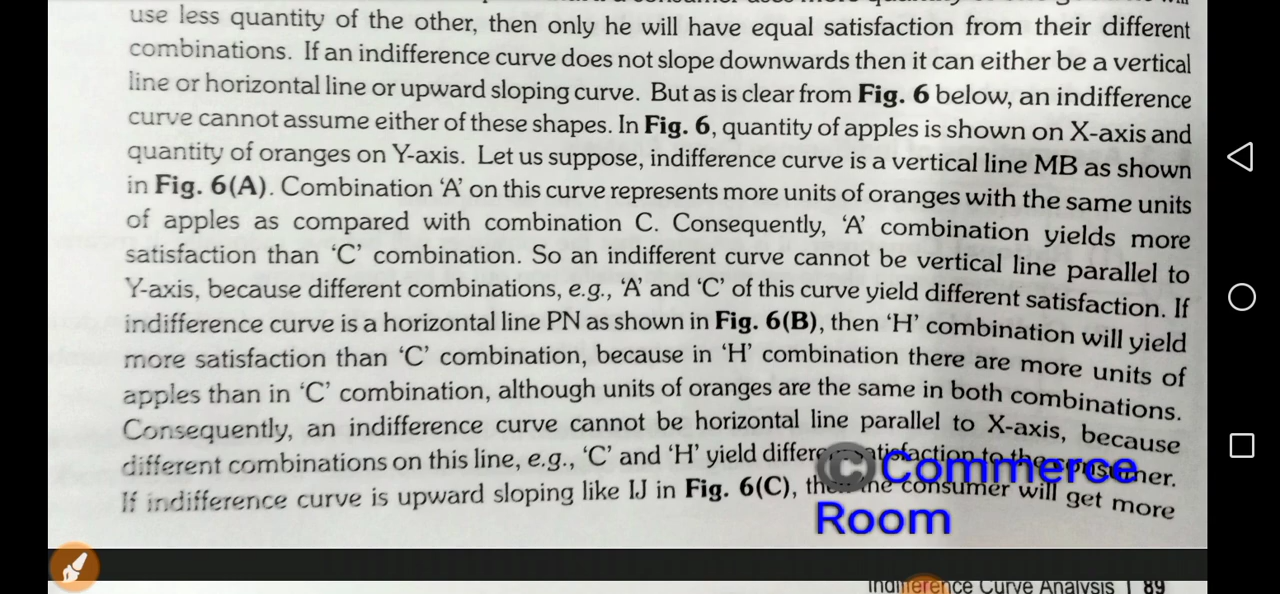 use less quantity of the other, then only he will have equal satisfaction from their different
combinations. If an indifference curve does not slope downwards then it can either be a vertical
line or horizontal line or upward sloping curve. But as is clear from Fig. 6 below, an indifference
curve cannot assume either of these shapes. In Fig. 6, quantity of apples is shown on X-axis and
quantity of oranges on Y-axis. Let us suppose, indifference curve is a vertical line MB as shown
in Fig. 6(A). Combination ‘A’ on this curve represents more units of oranges with the same units
of apples as compared with combination C. Consequently, ‘A’ combination yields more
satisfaction than ‘C’ combination. So an indifferent curve cannot be vertical line parallel to
Y-axis, because different combinations, e.g., ‘A’ and ‘C’ of this curve yield different satisfaction. If
indifference curve is a horizontal line PN as shown in Fig. 6(B), then ‘H’ combination will yield
more satisfaction than ‘C’ combination, because in ‘H’ combination there are more units of
apples than in ‘C’ combination, although units of oranges are the same in both combinations.
Consequently, an indifference curve cannot be horizontal line parallel to X-axis, because
different combinations on this line, e.g., ‘C’ and ‘H’ yield different satisfaction to the consumer.
If indifference curve is upward sloping like IJ in Fig. 6(C), then the consumer will get more
© Commerce
Room
Indifference Curve Analysis | 89